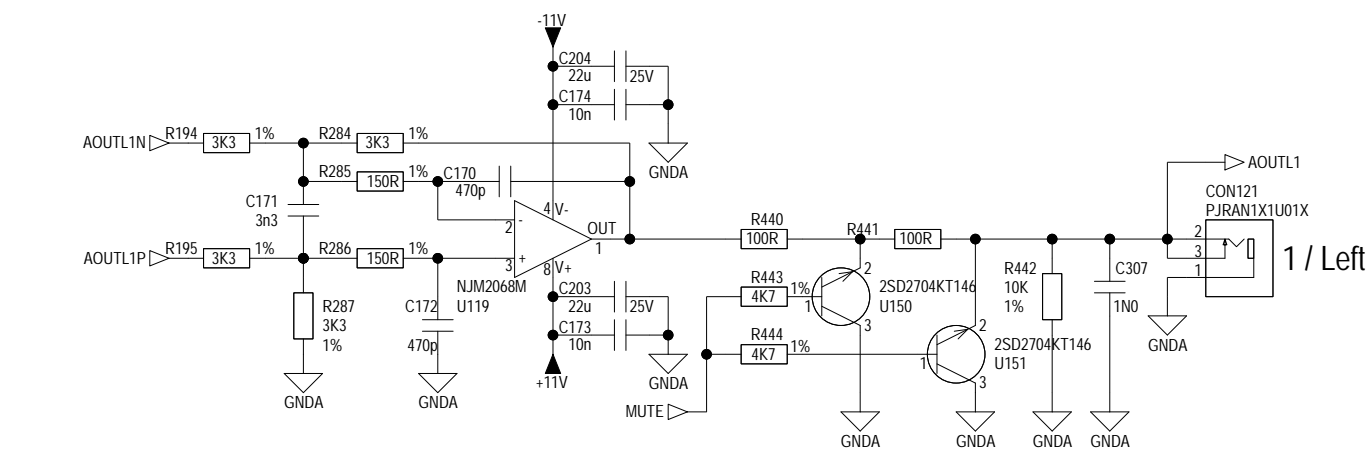 -11V
C204
22u
25V
C174
10n
GNDA
AOUTL1N
R194
3K3
1%
R284
3K3
1%
R285
150R
1%
C170
470p
C171
3n3
4
V-
2
-
OUT
1
3
+
8
V+
NJM2068M
U119
AOUTL1P
R195
3K3
1%
R286
150R
1%
R287
3K3
1%
C172
470p
C203
22u
25V
C173
10n
+11V
GNDA
GNDA
GNDA
R440
100R
R441
100R
R443
4K7
1%
1
2
3
2SD2704KT146
U150
R444
4K7
1%
1
2
3
2SD2704KT146
U151
MUTE
R442
10K
1%
C307
1N0
AOUTL1
CON121
PJRAN1X1U01X
2
3
1
1 / Left
GNDA
GNDA
GNDA
GNDA
GNDA